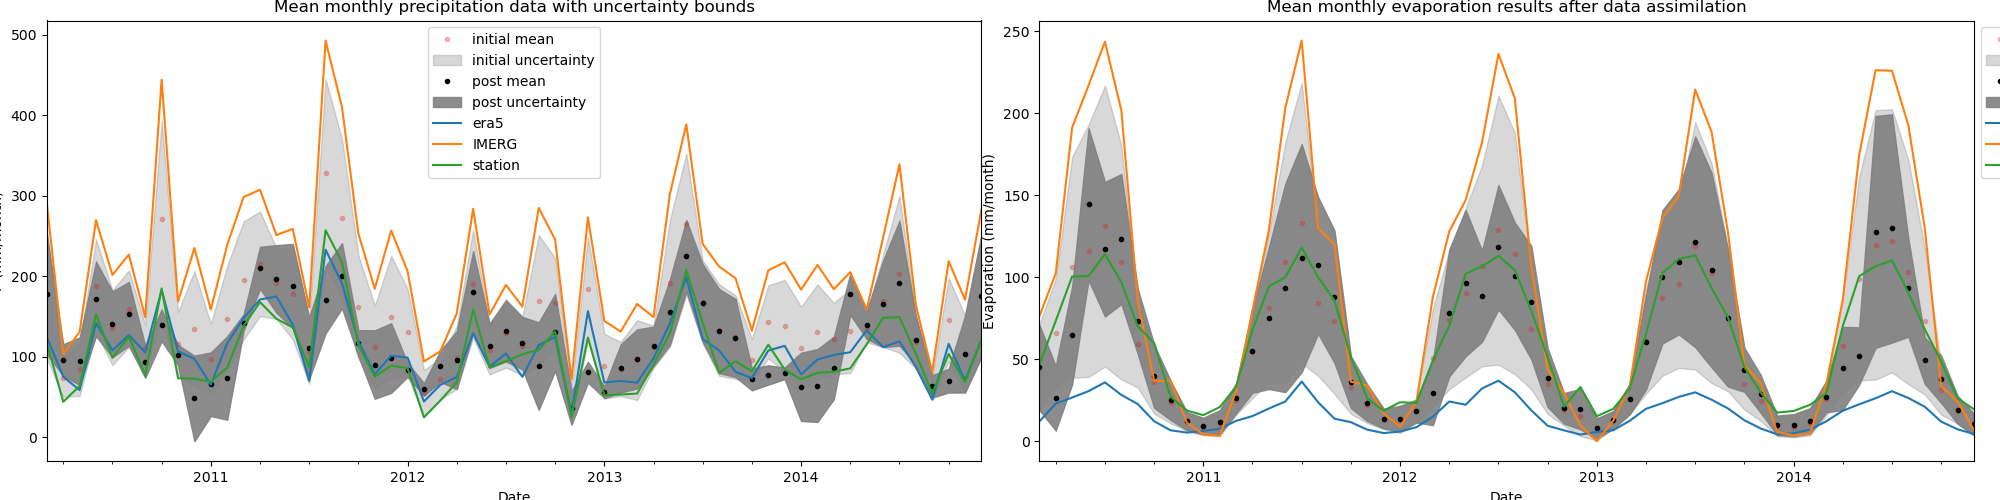 Mean monthly precipitation data with uncertainty bounds
500
400
300
200
100
0
initial mean
initial uncertainty
post mean
post uncertainty
era5
IMERG
station
2011
2012
2013
2014
Date
Mean monthly evaporation results after data assimilation
Evaporation (mm/month)
250
200
150
100
50
0
2011
2012
2013
2014
Date